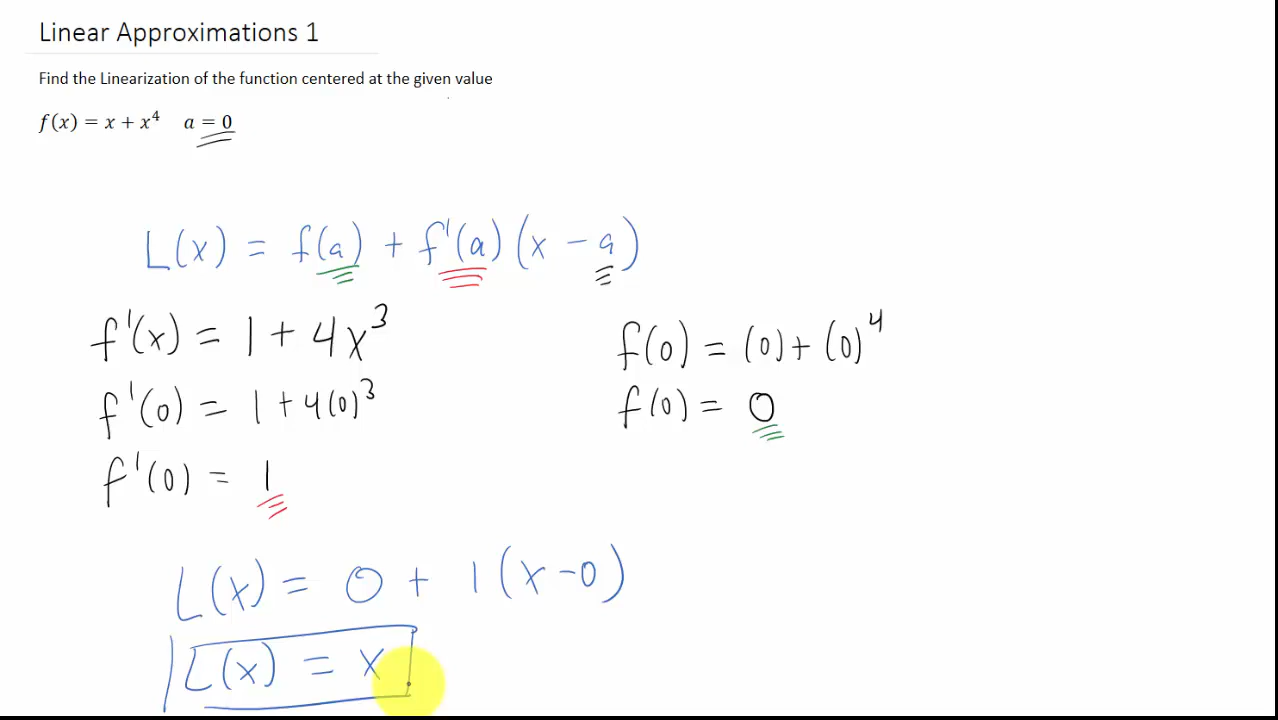 Linear Approximations 1
Find the Linearization of the function centered at the given value
f(x) = x + x⁴    a = 0
L(x) = f(a) + f'(a)(x - a)
f'(x) = 1 + 4x³
f'(0) = 1 + 4(0)³
f'(0) = 1
f(0) = (0) + (0)⁴
f(0) = 0
L(x) = 0 + 1(x-0)
L(x) = x